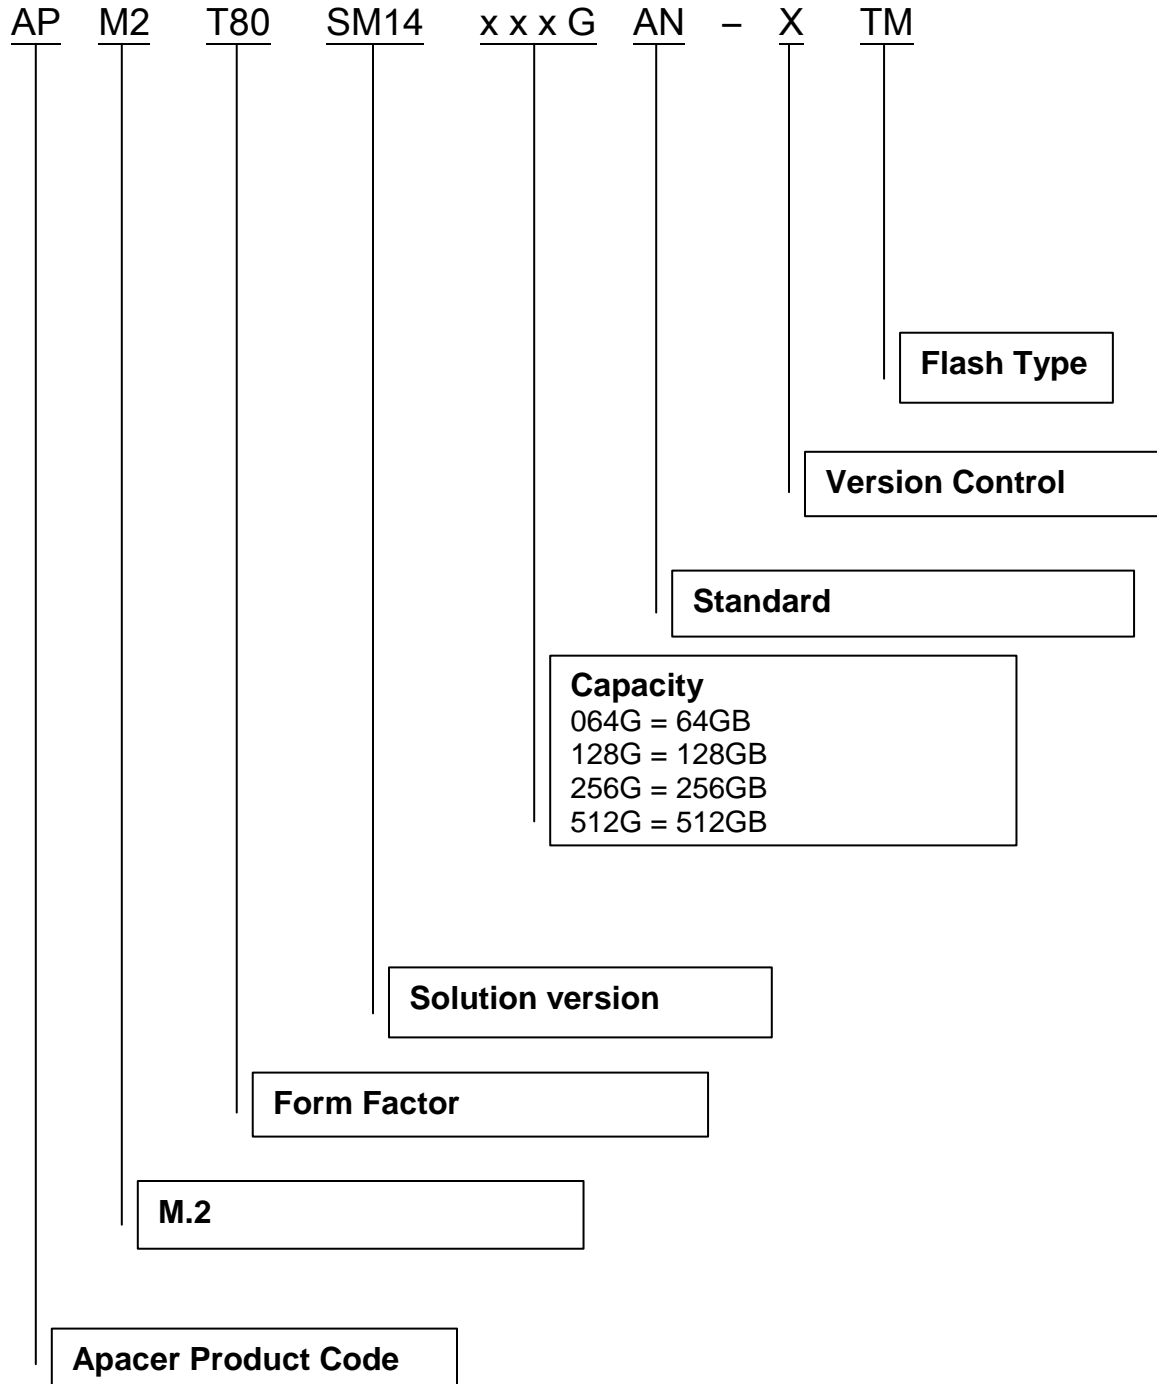 AP M2 T80 SM14 x x x G AN – X TM
Flash Type
Version Control
Standard
Capacity
064G = 64GB
128G = 128GB
256G = 256GB
512G = 512GB
Solution version
Form Factor
M.2
Apacer Product Code